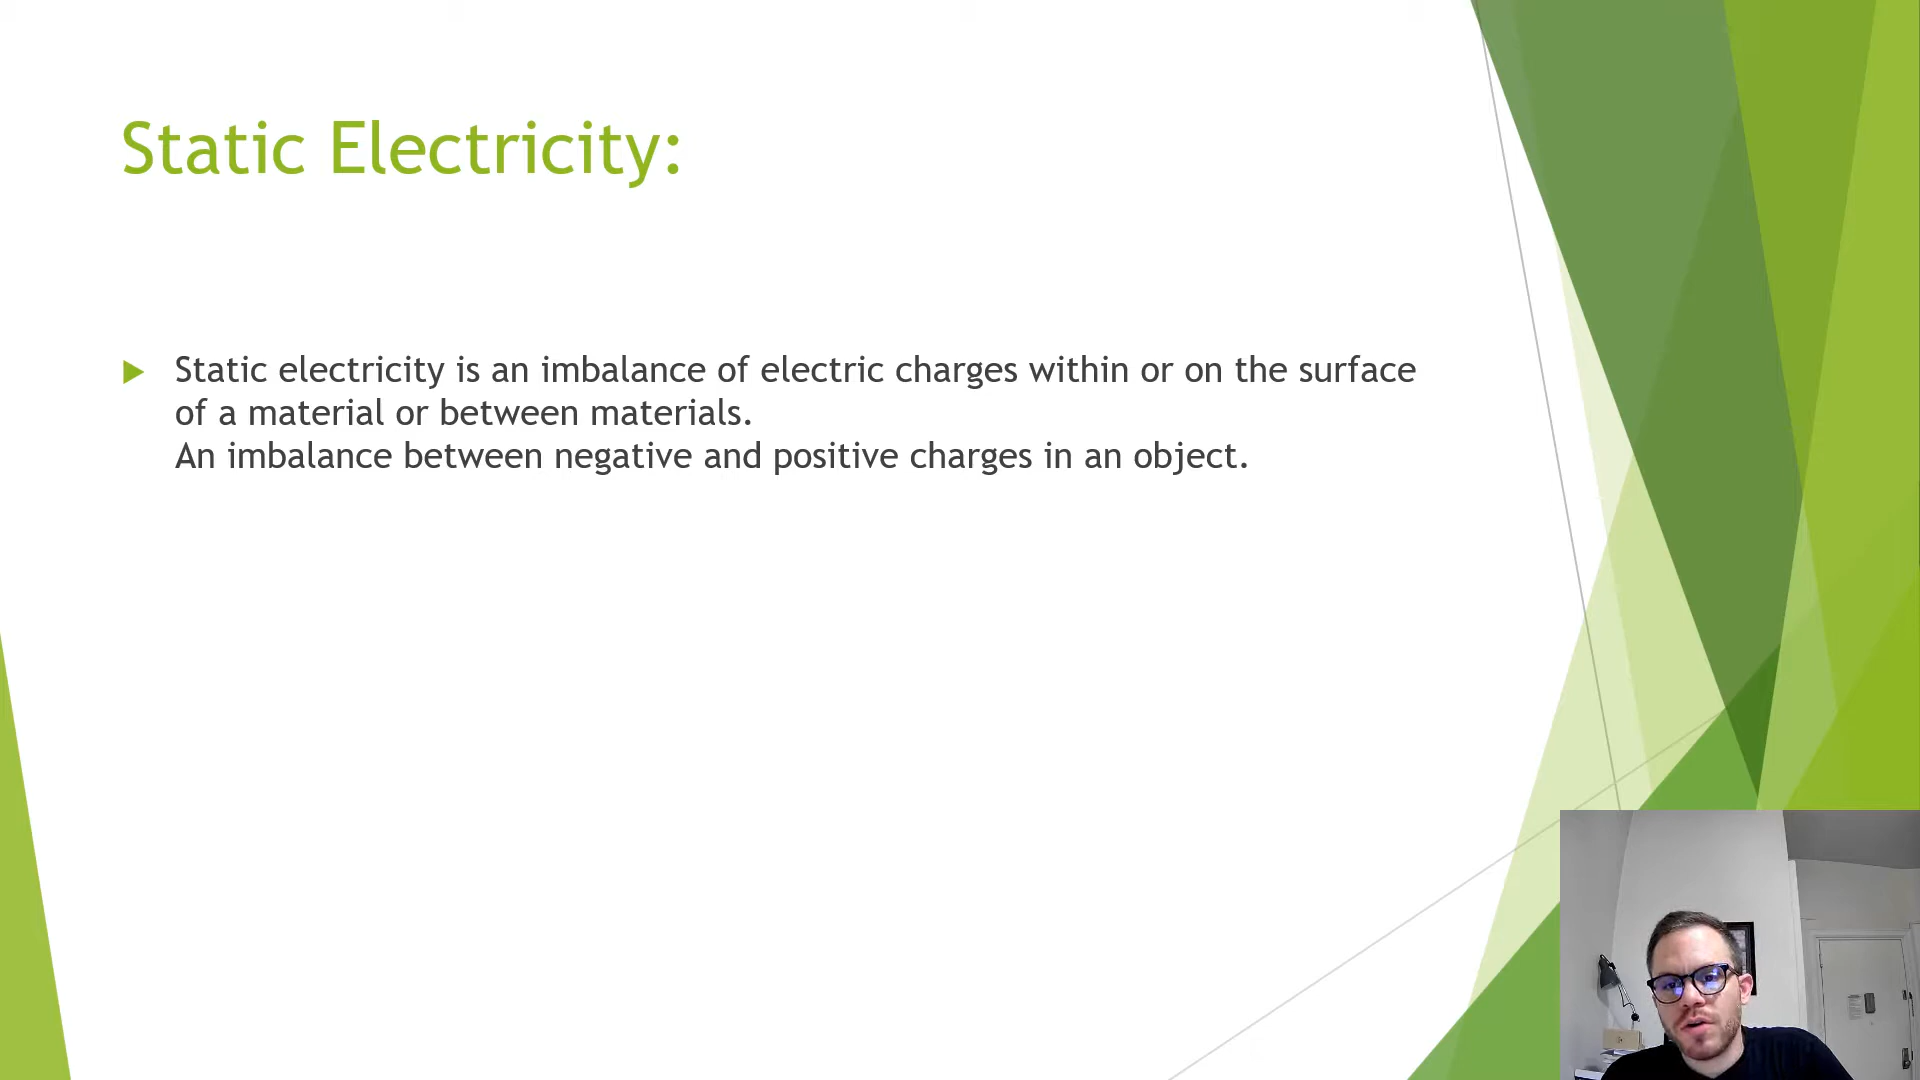 Static Electricity:
Static electricity is an imbalance of electric charges within or on the surface
of a material or between materials.
An imbalance between negative and positive charges in an object.